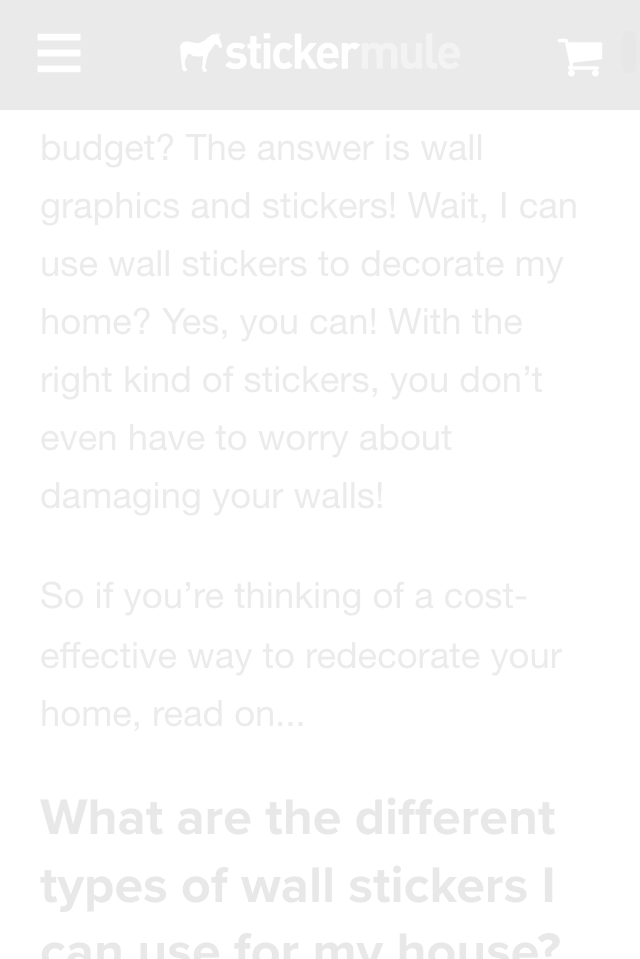 stickermule
budget? The answer is wall
graphics and stickers! Wait, I can
use wall stickers to decorate my
home? Yes, you can! With the
right kind of stickers, you don’t
even have to worry about
damaging your walls!
So if you’re thinking of a cost-
effective way to redecorate your
home, read on...
What are the different
types of wall stickers I
can use for my house?